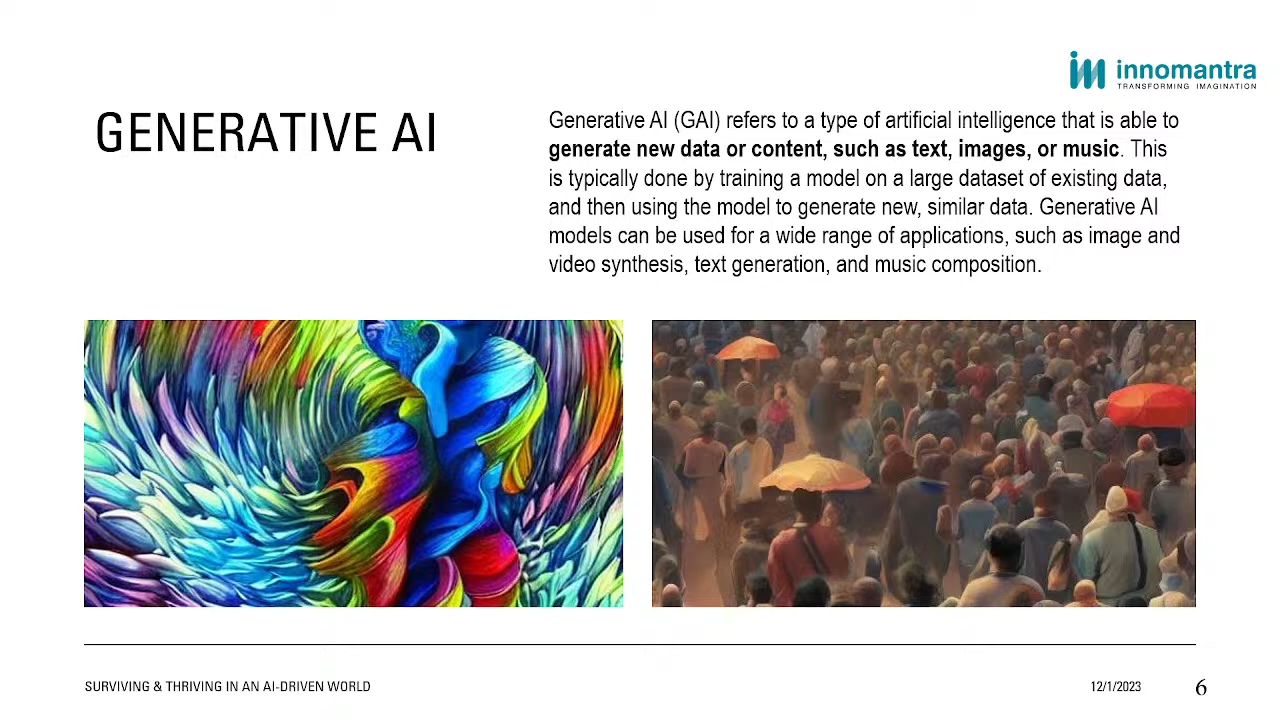 innomantra
TRANSFORMING IMAGINATION
GENERATIVE AI
Generative AI (GAI) refers to a type of artificial intelligence that is able to
generate new data or content, such as text, images, or music. This
is typically done by training a model on a large dataset of existing data,
and then using the model to generate new, similar data. Generative AI
models can be used for a wide range of applications, such as image and
video synthesis, text generation, and music composition.
SURVIVING & THRIVING IN AN AI-DRIVEN WORLD
12/1/2023
6